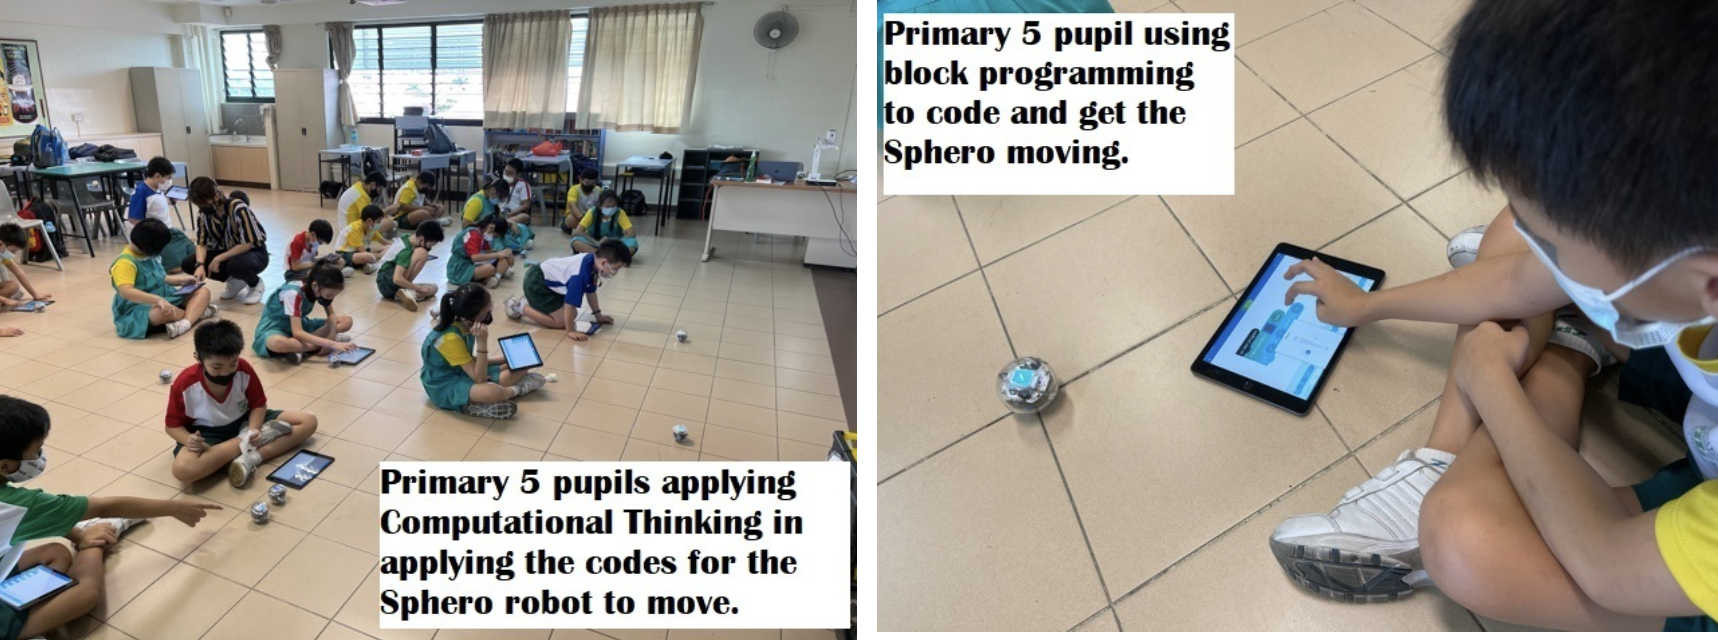 Primary 5 pupils applying
Computational Thinking in
applying the codes for the
Sphero robot to move.
Primary 5 pupil using
block programming
to code and get the
Sphero moving.